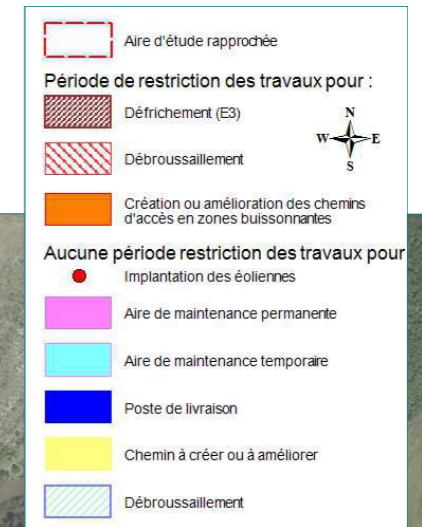 Aire d'étude rapprochée
Période de restriction des travaux pour :
Défrichement (E3)
N
W E
S
Débroussaillement
Création ou amélioration des chemins
d'accès en zones buissonnantes
Aucune période restriction des travaux pour
Implantation des éoliennes
Aire de maintenance permanente
Aire de maintenance temporaire
Poste de livraison
Chemin à créer ou à améliorer
Débroussaillement